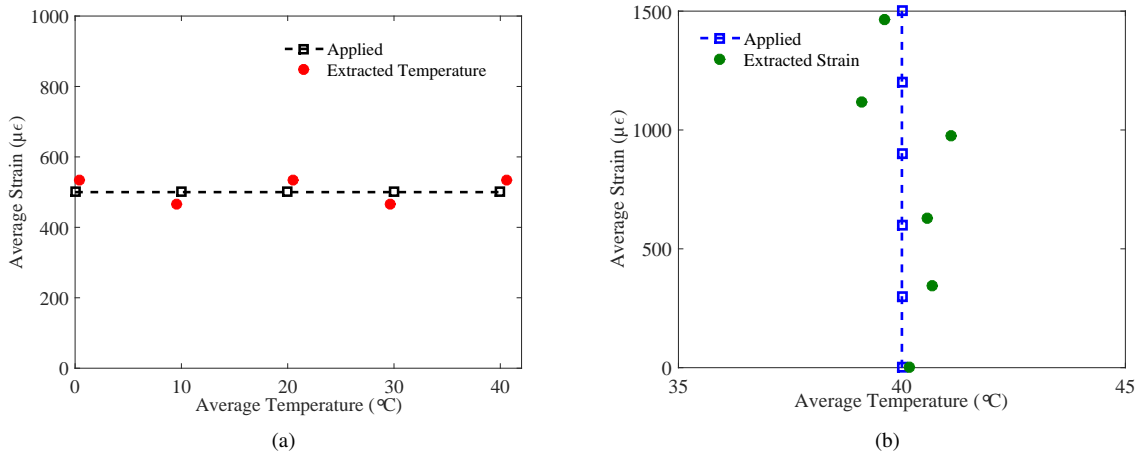 1000
800
600
400
200
0
Average Strain (μϵ)
Applied
Extracted Temperature
0 10 20 30 40
Average Temperature (°C)
(a)
1500
1000
500
0
Average Strain (μϵ)
Applied
Extracted Strain
35 40 45
Average Temperature (°C)
(b)